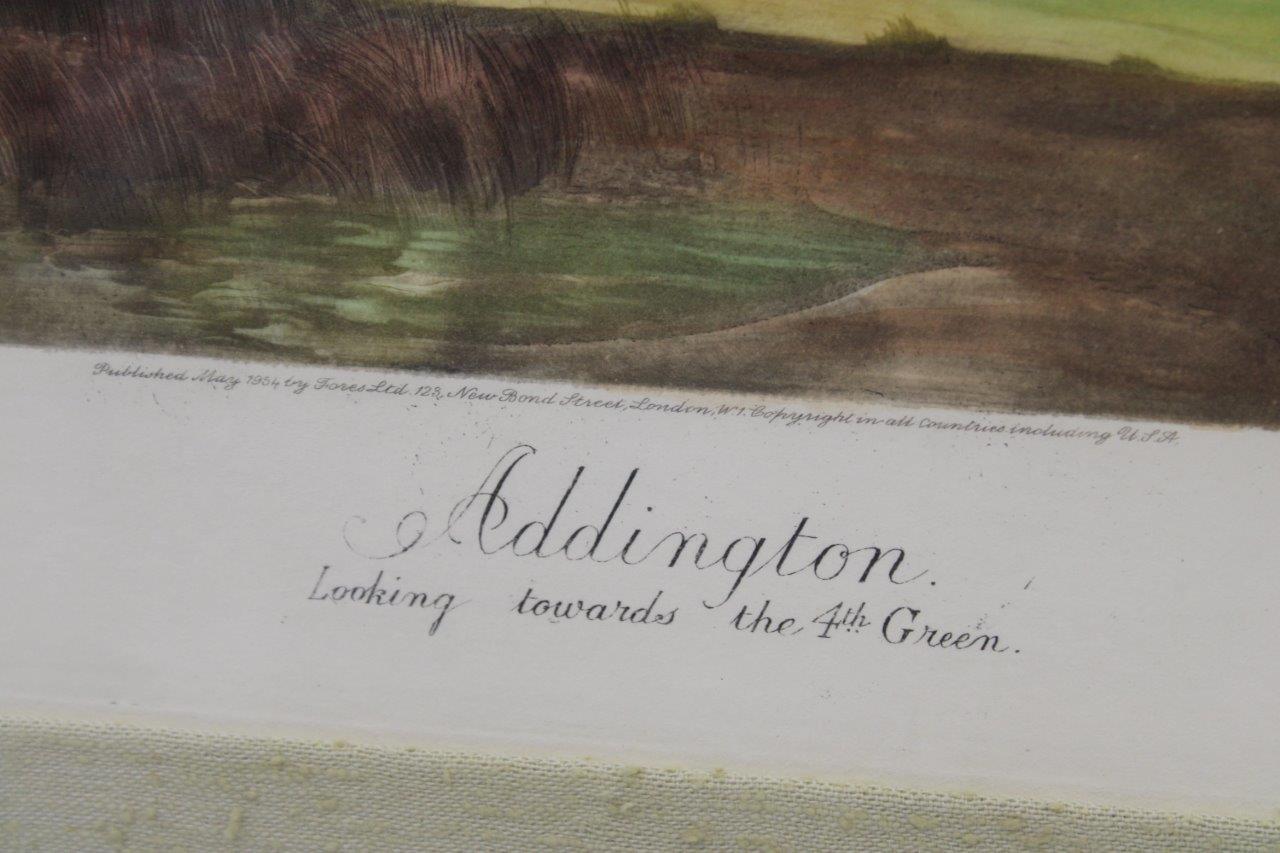 Published May 1954 by Fores Ltd. 123, New Bond Street, London, W1. Copyright in all Countries including U.S.A.
Addington.
Looking towards the 4th Green.